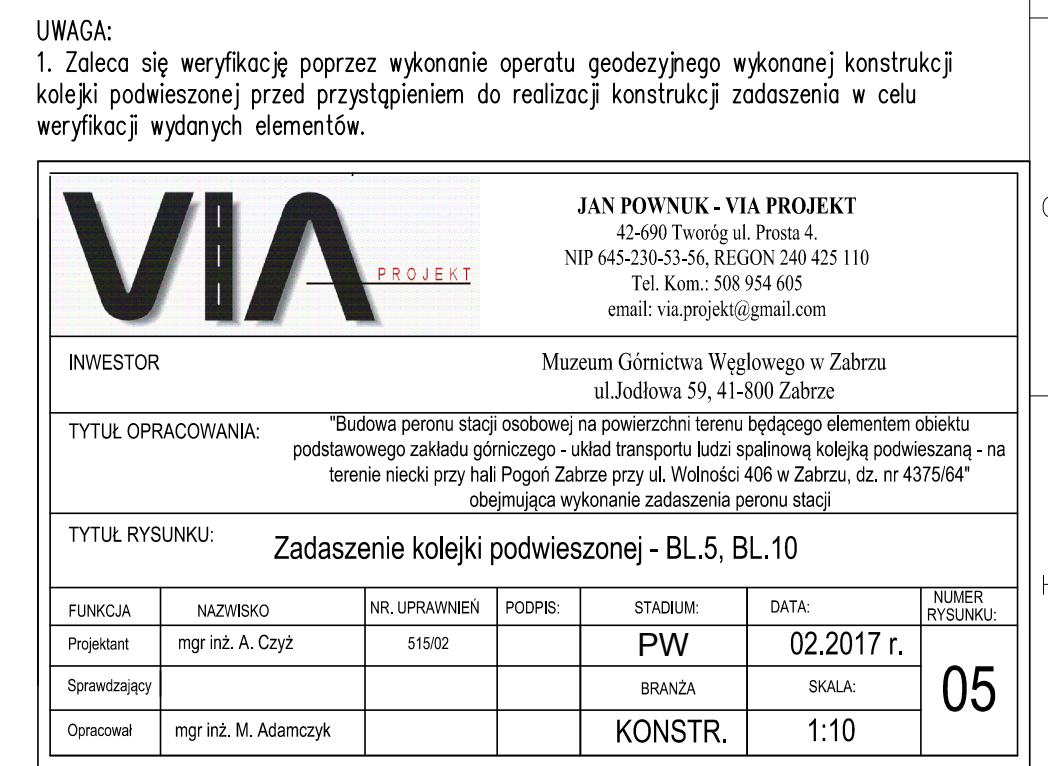 UWAGA:
1. Zaleca się weryfikację poprzez wykonanie operatu geodezyjnego wykonanej konstrukcji
kolejki podwieszonej przed przystąpieniem do realizacji konstrukcji zadaszenia w celu
weryfikacji wydanych elementów.
VIA
PROJEKT
JAN POWNUK - VIA PROJEKT
42-690 Tworóg ul. Prosta 4.
NIP 645-230-53-56, REGON 240 425 110
Tel. Kom.: 508 954 605
email: via.projekt@gmail.com
INWESTOR
Muzeum Górnictwa Węglowego w Zabrzu
ul.Jodłowa 59, 41-800 Zabrze
TYTUŁ OPRACOWANIA:
"Budowa peronu stacji osobowej na powierzchni terenu będącego elementem obiektu
podstawowego zakładu górniczego - układ transportu ludzi spalinową kolejką podwieszaną - na
terenie niecki przy hali Pogoń Zabrze przy ul. Wolności 406 w Zabrzu, dz. nr 4375/64"
obejmująca wykonanie zadaszenia peronu stacji
TYTUŁ RYSUNKU:
Zadaszenie kolejki podwieszonej - BL.5, BL.10
FUNKCJA NAZWISKO NR. UPRAWNIEŃ PODPIS: STADIUM: DATA: NUMER
RYSUNKU:
Projektant mgr inż. A. Czyż 515/02 PW 02.2017 r.
Sprawdzający BRANŻA SKALA: 05
Opracował mgr inż. M. Adamczyk KONSTR. 1:10